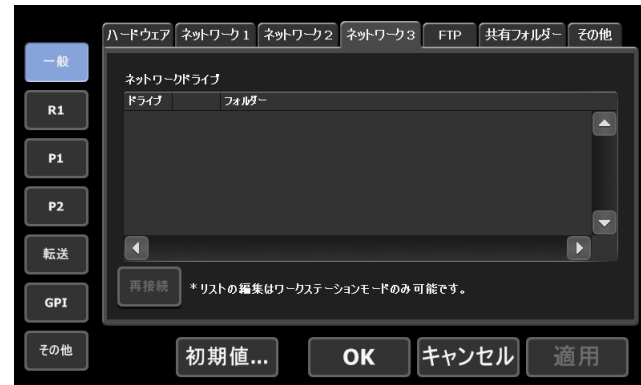 ハードウェア ネットワーク1 ネットワーク2 ネットワーク3 FTP 共有フォルダー その他
一般
R1
P1
P2
転送
GPI
その他
ネットワークドライブ
ドライブ フォルダー
再接続 *リストの編集はワークステーションモードのみ可能です。
初期値... OK キャンセル 適用